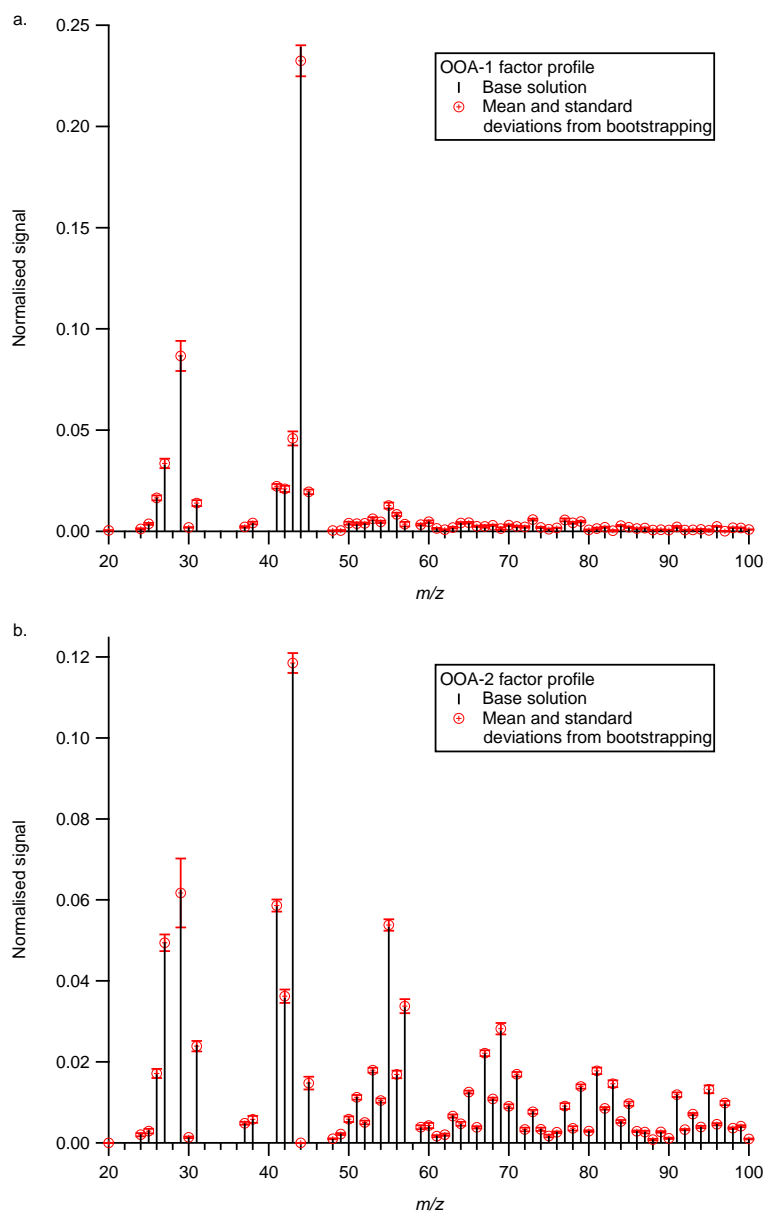 a.
0.25
0.20
0.15
0.10
0.05
0.00
Normalised signal
OOA-1 factor profile
Base solution
Mean and standard
deviations from bootstrapping
20 30 40 50 60 70 80 90 100
m/z
b.
0.12
0.10
0.08
0.06
0.04
0.02
0.00
Normalised signal
OOA-2 factor profile
Base solution
Mean and standard
deviations from bootstrapping
20 30 40 50 60 70 80 90 100
m/z